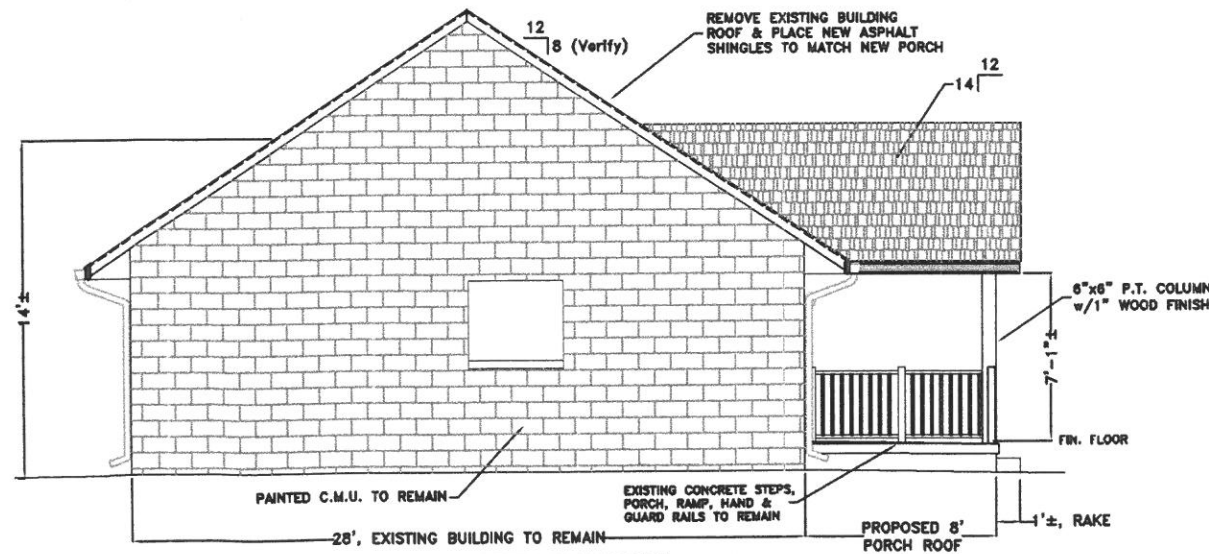 12
8 (Verify)
REMOVE EXISTING BUILDING
ROOF & PLACE NEW ASPHALT
SHINGLES TO MATCH NEW PORCH
12
14
14'±
6"x6" P.T. COLUMN
w/1" WOOD FINISH
7'-1"±
FIN. FLOOR
PAINTED C.M.U. TO REMAIN
EXISTING CONCRETE STEPS,
PORCH, RAMP, HAND &
GUARD RAILS TO REMAIN
28', EXISTING BUILDING TO REMAIN
PROPOSED 8'
PORCH ROOF
1'±, RAKE